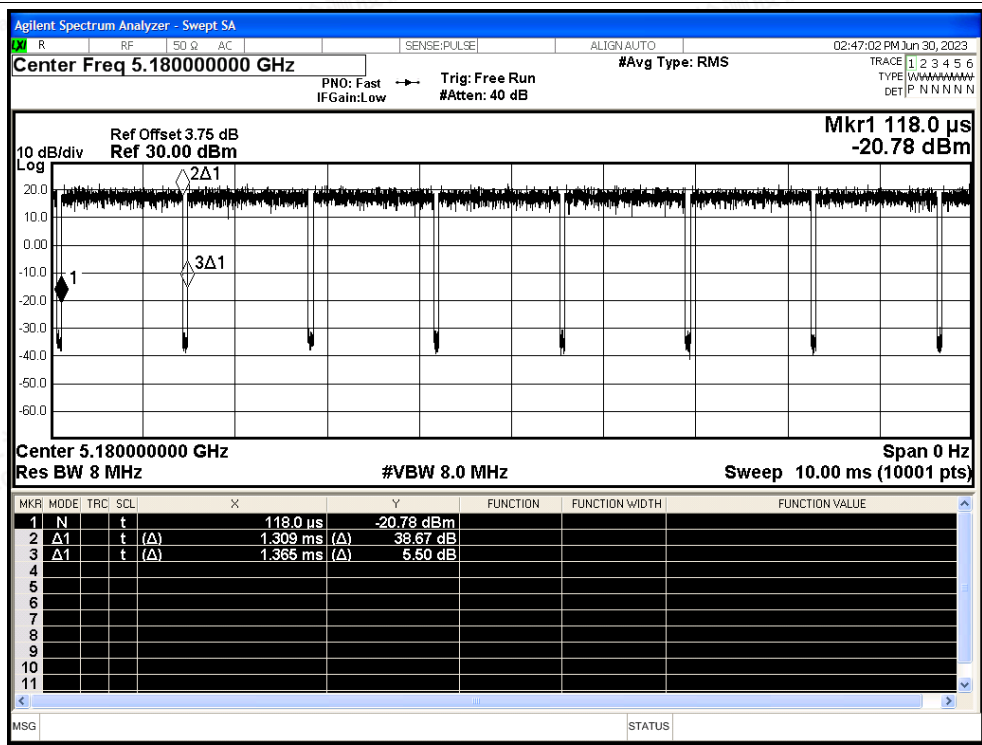 Agilent Spectrum Analyzer - Swept SA
LXI R RF 50 Ω AC SENSE:PULSE ALIGN AUTO 02:47:02 PM Jun 30, 2023
Center Freq 5.180000000 GHz #Avg Type: RMS TRACE 1 2 3 4 5 6
PNO: Fast Trig: Free Run TYPE WWWWWW
IFGain:Low #Atten: 40 dB DET P N N N N N
Mkr1 118.0 µs
Ref Offset 3.75 dB
10 dB/div Ref 30.00 dBm -20.78 dBm
Log
2Δ1
20.0
10.0
0.00
3Δ1
-10.0
1
-20.0
-30.0
-40.0
-50.0
-60.0
Center 5.180000000 GHz Span 0 Hz
Res BW 8 MHz #VBW 8.0 MHz Sweep 10.00 ms (10001 pts)
MKR MODE TRC SCL X Y FUNCTION FUNCTION WIDTH FUNCTION VALUE
1 N t 118.0 µs -20.78 dBm
2 Δ1 t (Δ) 1.309 ms (Δ) 38.67 dB
3 Δ1 t (Δ) 1.365 ms (Δ) 5.50 dB
4
5
6
7
8
9
10
11
MSG STATUS